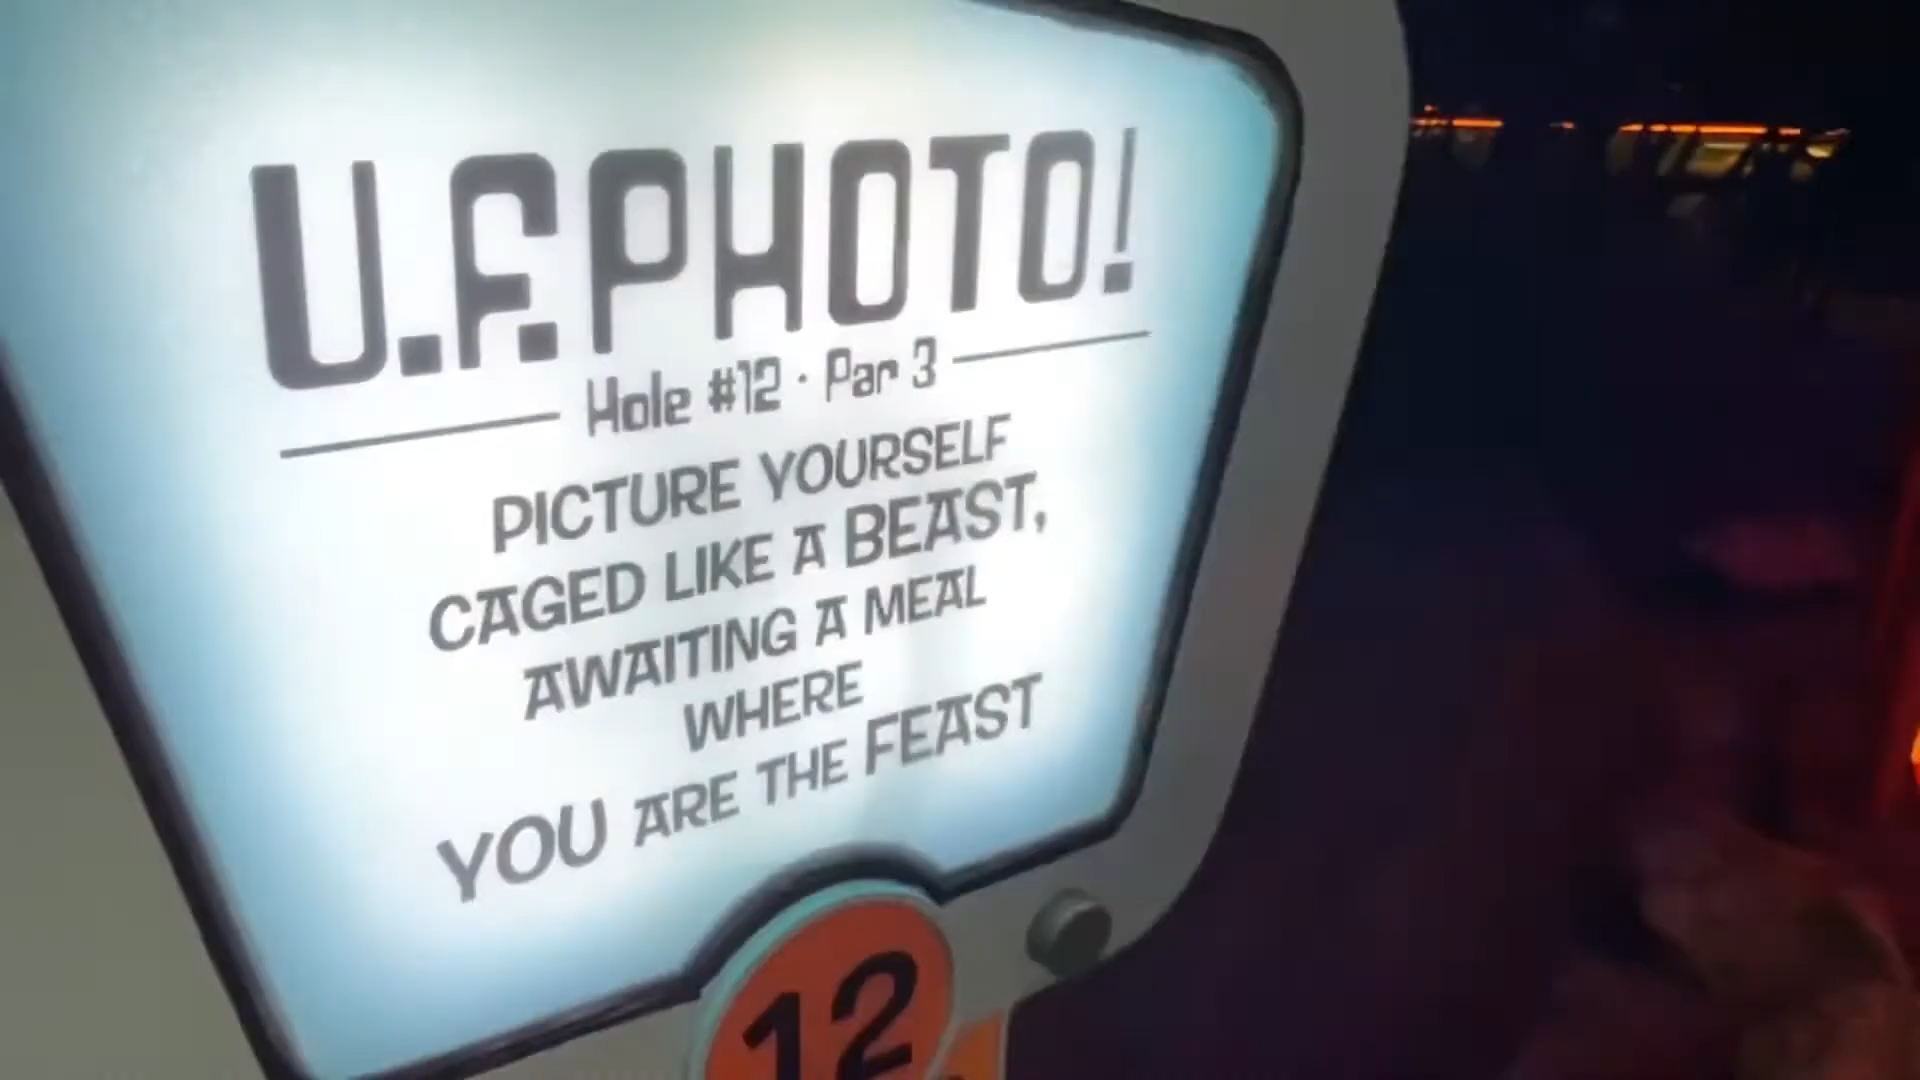 U.F.PHOTO!
Hole #12 · Par 3
PICTURE YOURSELF
CAGED LIKE A BEAST,
AWAITING A MEAL
WHERE
YOU ARE THE FEAST
12